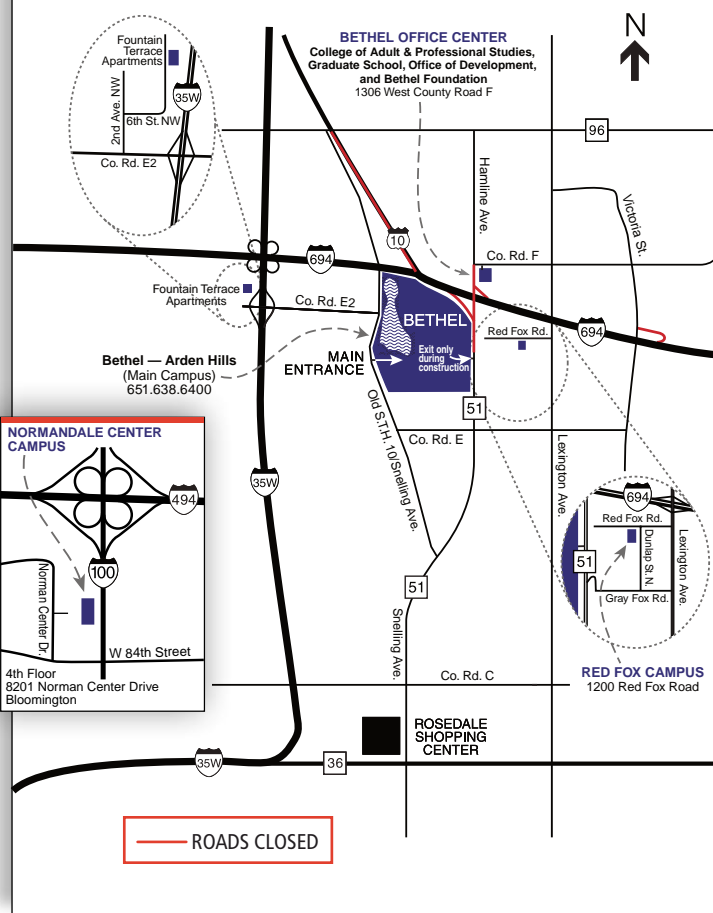 BETHEL OFFICE CENTER
College of Adult & Professional Studies,
Graduate School, Office of Development,
and Bethel Foundation
1306 West County Road F
N
Fountain
Terrace
Apartments
2nd Ave. NW
35W
6th St. NW
Co. Rd. E2
96
Hamline Ave.
Victoria St.
10
694
Co. Rd. F
Fountain Terrace
Apartments
Co. Rd. E2
BETHEL
Red Fox Rd.
694
Exit only
during
construction
MAIN
ENTRANCE
Bethel — Arden Hills
(Main Campus)
651.638.6400
51
Old S.T.H. 10/Snelling Ave.
Co. Rd. E
Lexington Ave.
NORMANDALE CENTER
CAMPUS
494
100
Norman Center Dr.
W 84th Street
4th Floor
8201 Norman Center Drive
Bloomington
35W
694
Red Fox Rd.
51
Dunlap St. N.
Lexington Ave.
Gray Fox Rd.
51
Snelling Ave.
RED FOX CAMPUS
1200 Red Fox Road
Co. Rd. C
ROSEDALE
SHOPPING
CENTER
35W
36
ROADS CLOSED